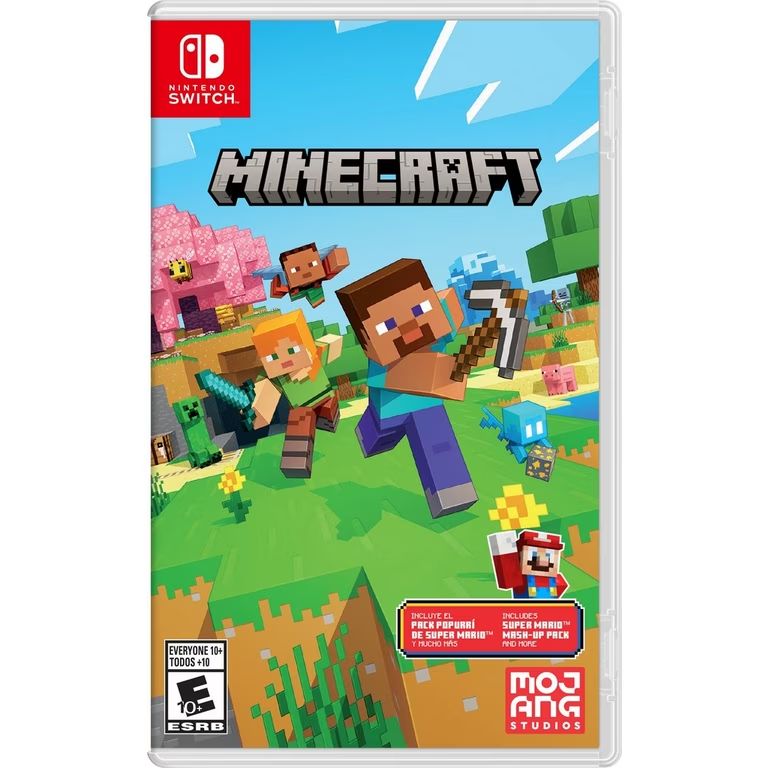 NINTENDO
SWITCH™
MINECRAFT
INCLUYE EL
PACK POPURRÍ
DE SUPER MARIO™
Y MUCHO MÁS
INCLUDES
SUPER MARIO™
MASH-UP PACK
AND MORE
EVERYONE 10+
TODOS +10
E
10+
ESRB
MOJ
ANG
STUDIOS